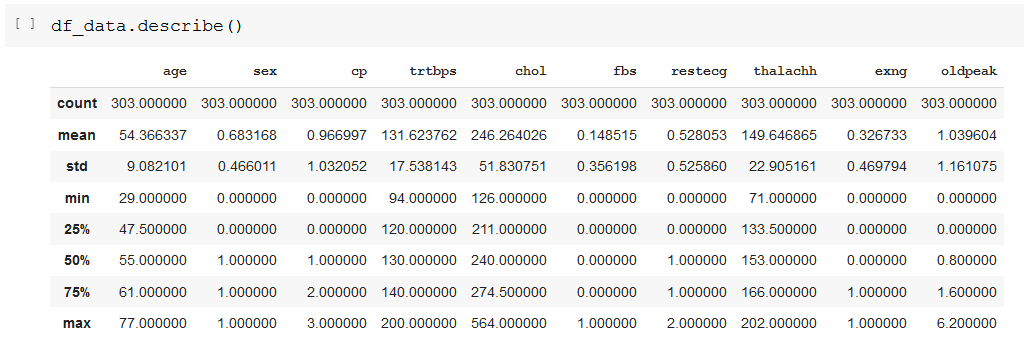 [ ] df_data.describe()
age sex cp trtbps chol fbs restecg thalachh exng oldpeak
count 303.000000 303.000000 303.000000 303.000000 303.000000 303.000000 303.000000 303.000000 303.000000 303.000000
mean 54.366337 0.683168 0.966997 131.623762 246.264026 0.148515 0.528053 149.646865 0.326733 1.039604
std 9.082101 0.466011 1.032052 17.538143 51.830751 0.356198 0.525860 22.905161 0.469794 1.161075
min 29.000000 0.000000 0.000000 94.000000 126.000000 0.000000 0.000000 71.000000 0.000000 0.000000
25% 47.500000 0.000000 0.000000 120.000000 211.000000 0.000000 0.000000 133.500000 0.000000 0.000000
50% 55.000000 1.000000 1.000000 130.000000 240.000000 0.000000 1.000000 153.000000 0.000000 0.800000
75% 61.000000 1.000000 2.000000 140.000000 274.500000 0.000000 1.000000 166.000000 1.000000 1.600000
max 77.000000 1.000000 3.000000 200.000000 564.000000 1.000000 2.000000 202.000000 1.000000 6.200000